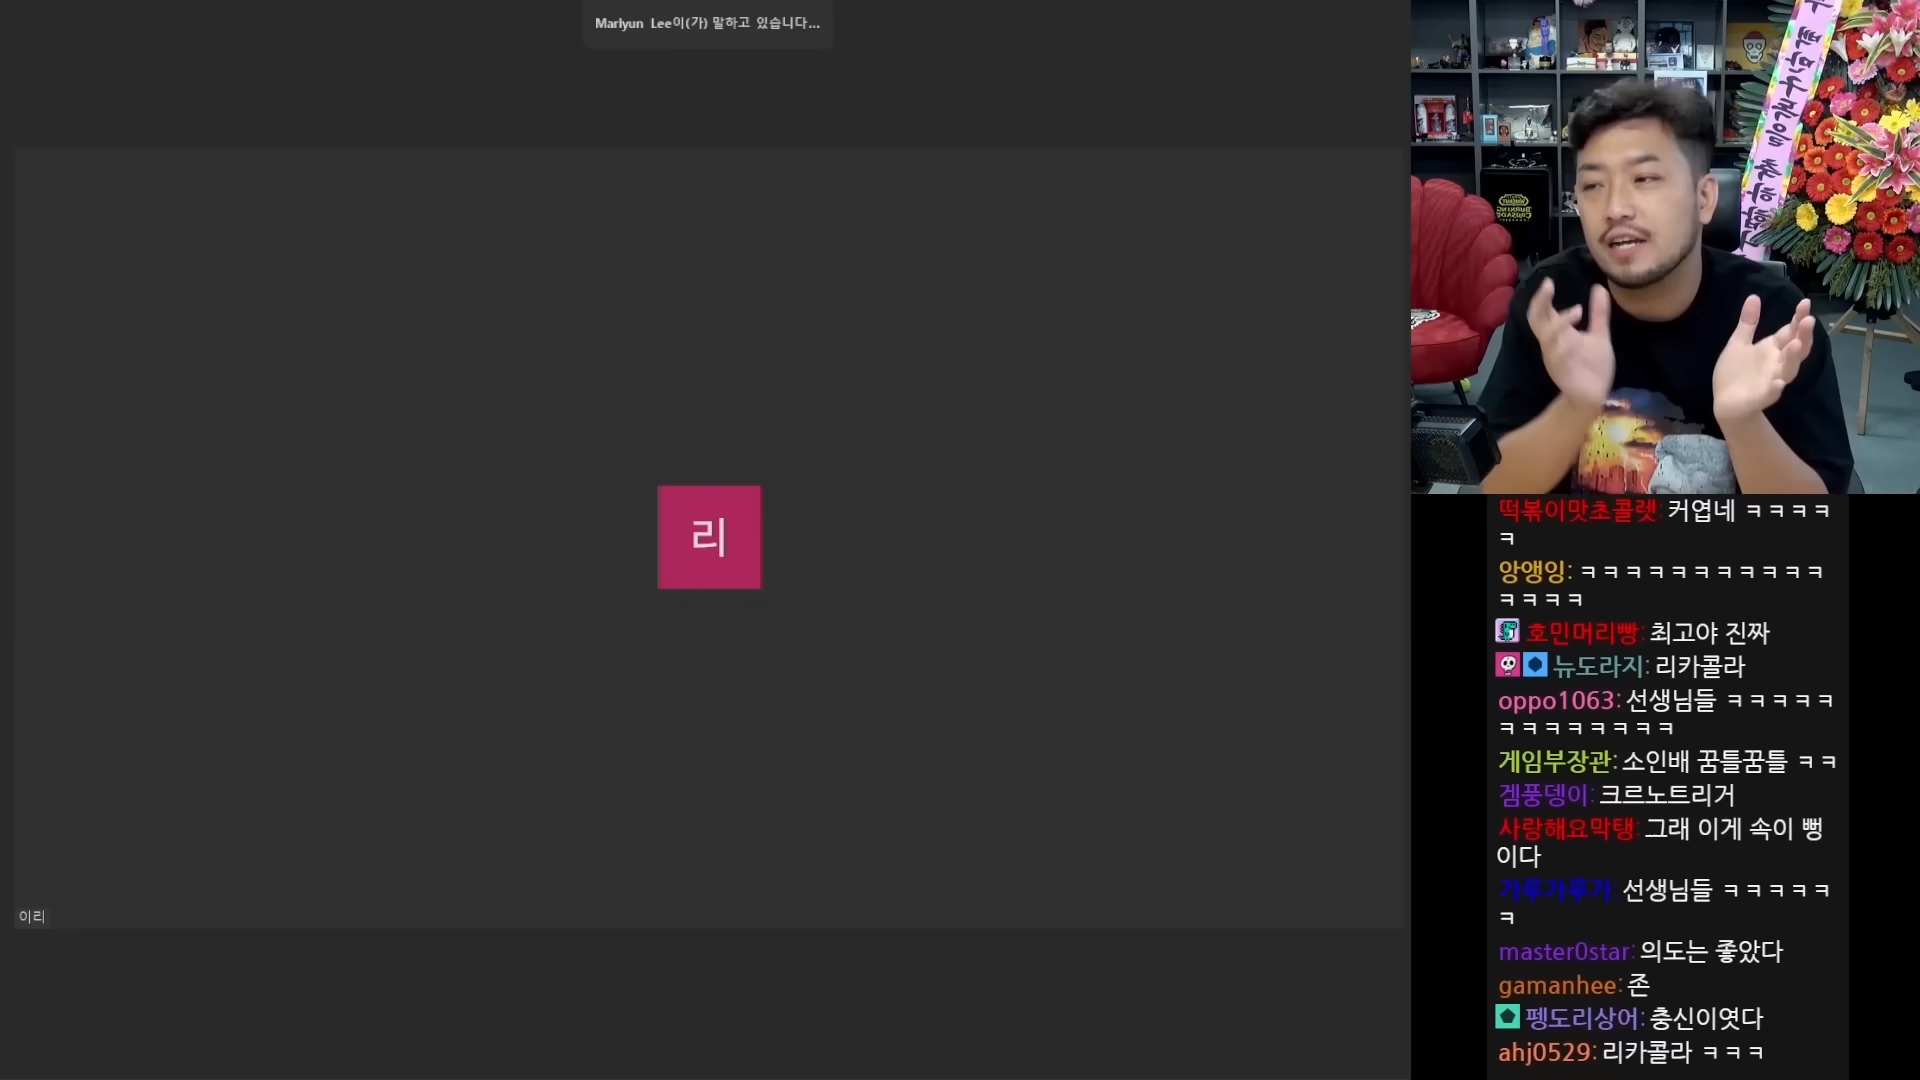 Marlyun Lee이(가) 말하고 있습니다...
리
이리
떡볶이맛초콜렛: 커엽네 ㅋㅋㅋㅋ
ㅋ
앙앵잉: ㅋㅋㅋㅋㅋㅋㅋㅋㅋㅋㅋ
ㅋㅋㅋㅋ
호민머리빵: 최고야 진짜
뉴도라지: 리카콜라
oppo1063: 선생님들 ㅋㅋㅋㅋㅋ
ㅋㅋㅋㅋㅋㅋㅋㅋ
게임부장관: 소인배 꿈틀꿈틀 ㅋㅋ
겜풍뎅이: 크르노트리거
사랑해요막탱: 그래 이게 속이 뻥
이다
가루가루가: 선생님들 ㅋㅋㅋㅋㅋ
ㅋ
master0star: 의도는 좋았다
gamanhee: 존
펭도리상어: 충신이엿다
ahj0529: 리카콜라 ㅋㅋㅋ